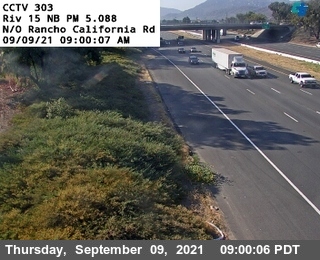 CCTV 303
Riv 15 NB PM 5.088
N/O Rancho California Rd
09/09/21 09:00:07 AM
Thursday, September 09, 2021 09:00:06 PDT